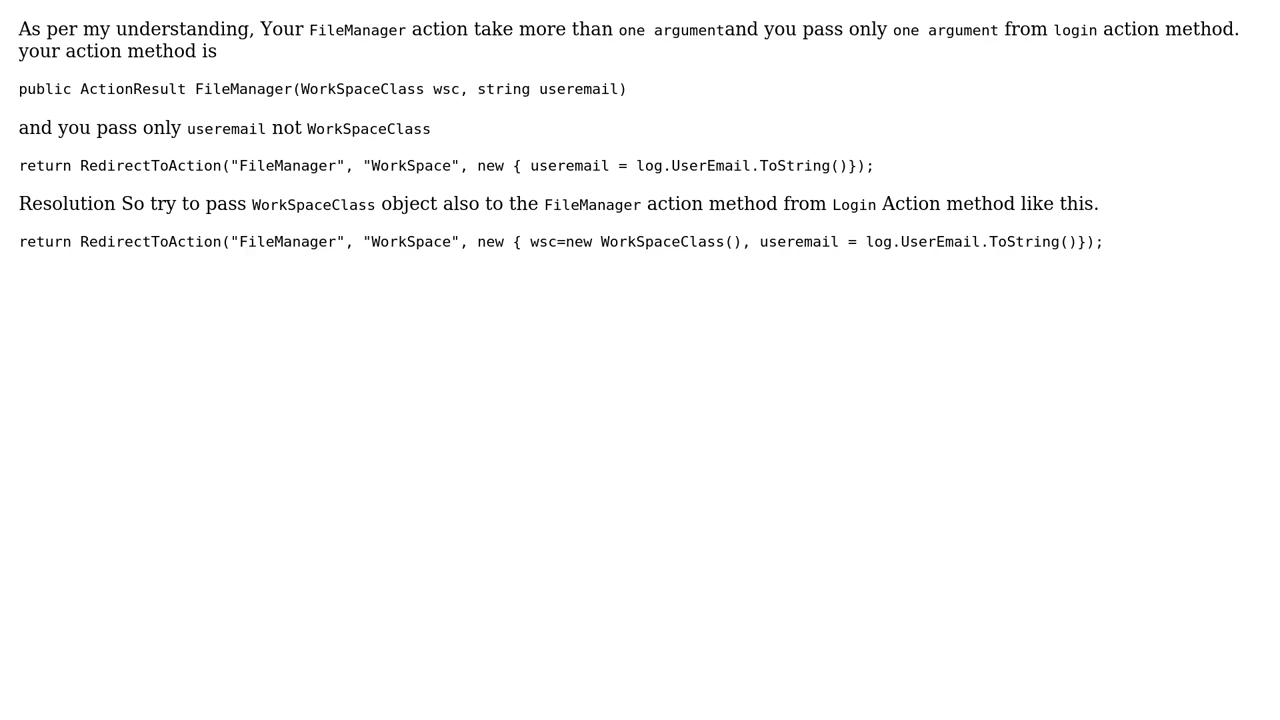 As per my understanding, Your FileManager action take more than one argumentand you pass only one argument from login action method.
your action method is
public ActionResult FileManager(WorkSpaceClass wsc, string useremail)
and you pass only useremail not WorkSpaceClass
return RedirectToAction("FileManager", "WorkSpace", new { useremail = log.UserEmail.ToString()});
Resolution So try to pass WorkSpaceClass object also to the FileManager action method from Login Action method like this.
return RedirectToAction("FileManager", "WorkSpace", new { wsc=new WorkSpaceClass(), useremail = log.UserEmail.ToString()});